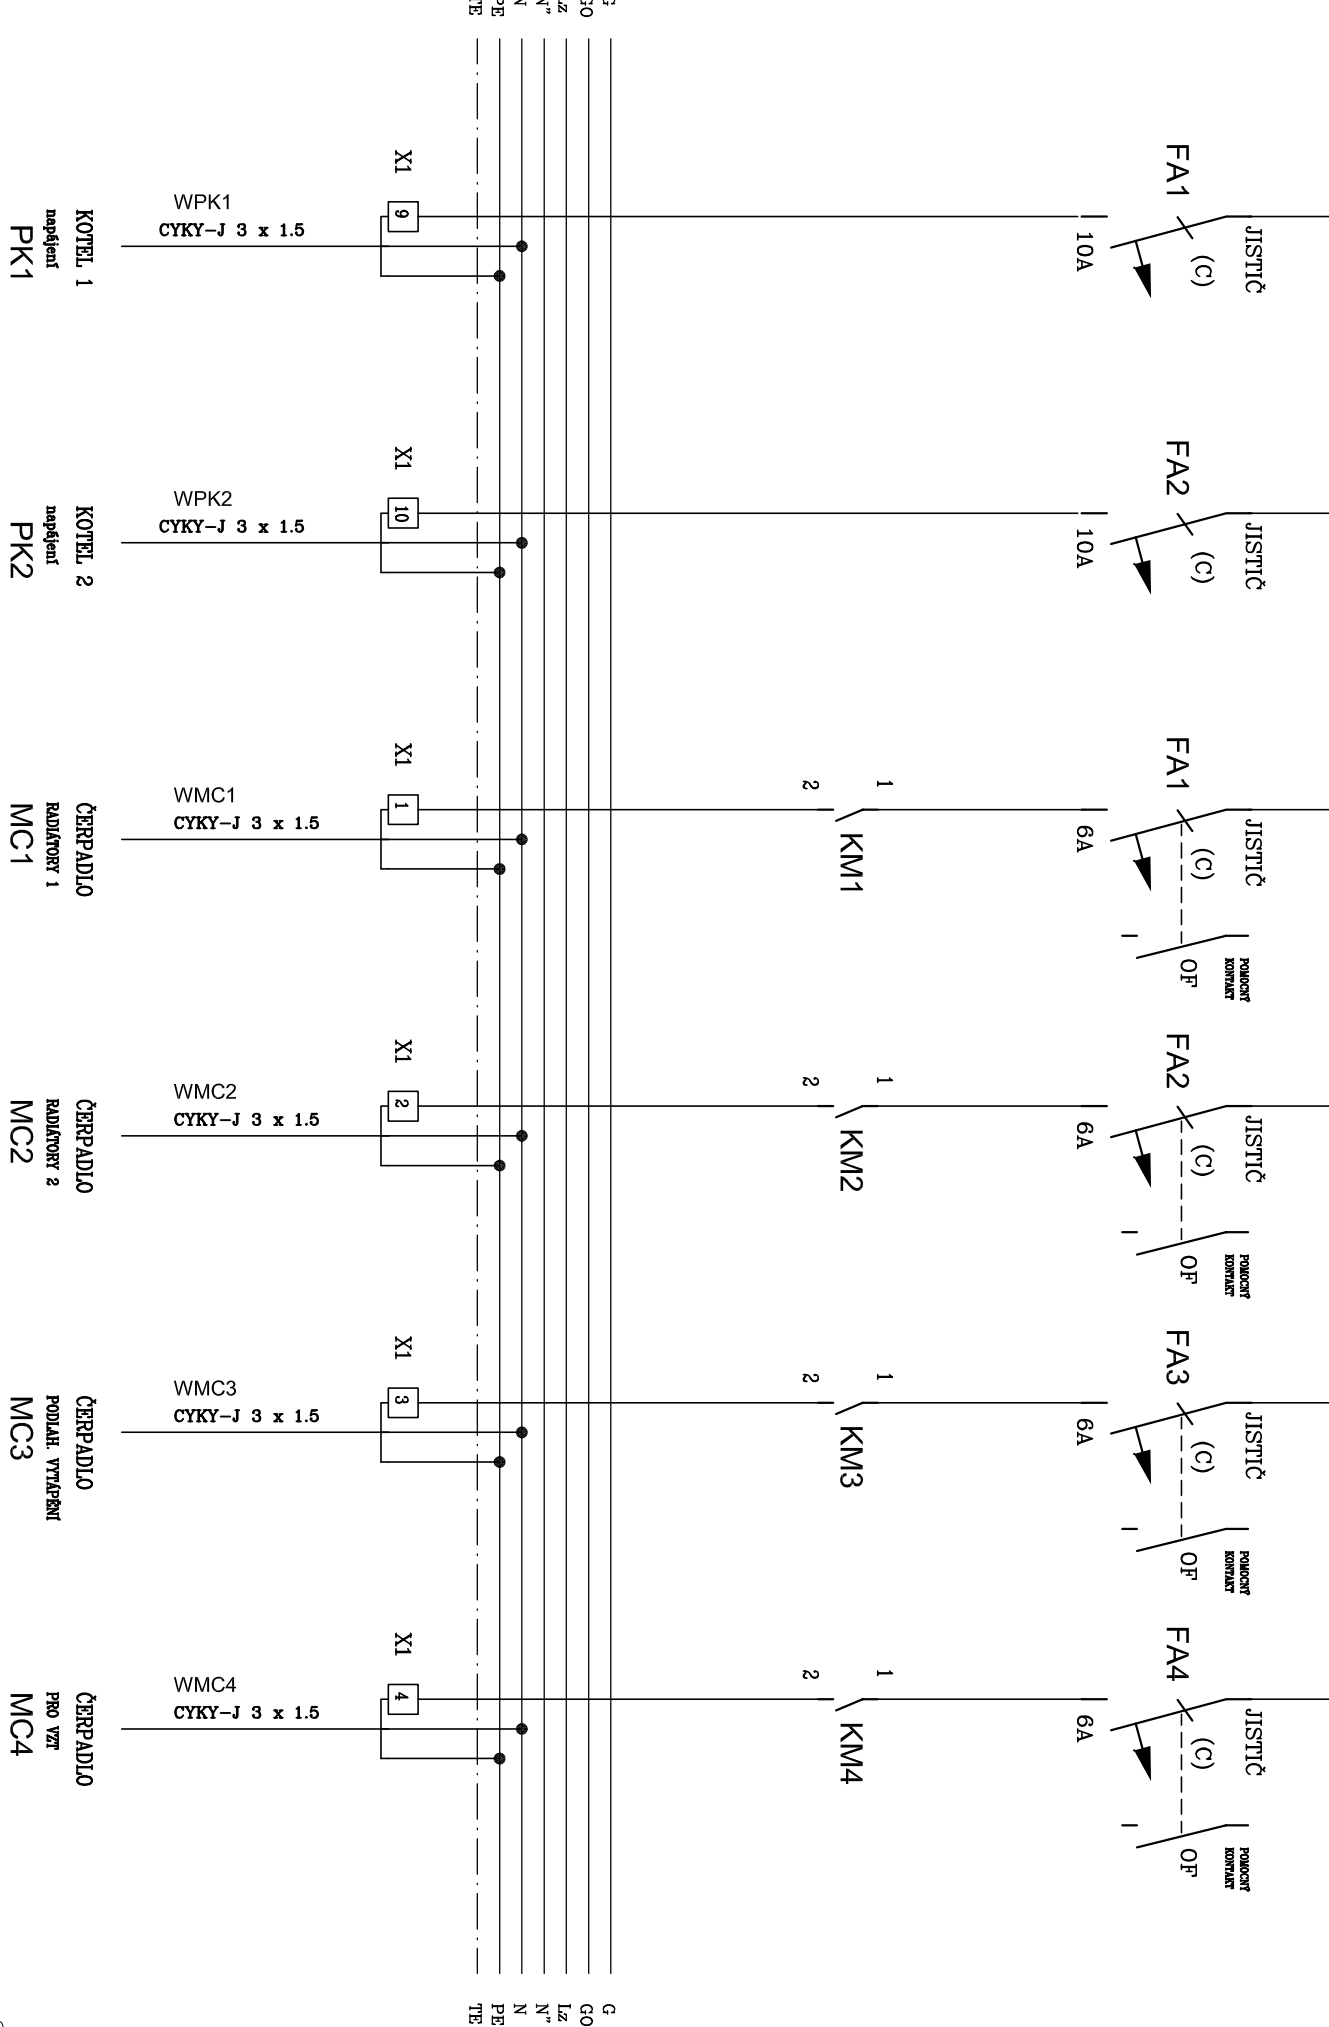 G
GO
Lz
N"
N
PE
TE
FA1
JISTIČ
(C)
10A
X1
9
WPK1
CYKY-J 3 x 1.5
KOTEL 1
napájení
PK1
FA2
JISTIČ
(C)
10A
X1
10
WPK2
CYKY-J 3 x 1.5
KOTEL 2
napájení
PK2
FA1
JISTIČ
(C)
6A
POMOCNÝ
KONTAKT
OF
1
2
KM1
X1
1
WMC1
CYKY-J 3 x 1.5
ČERPADLO
RADIÁTORY 1
MC1
FA2
JISTIČ
(C)
6A
POMOCNÝ
KONTAKT
OF
1
2
KM2
X1
2
WMC2
CYKY-J 3 x 1.5
ČERPADLO
RADIÁTORY 2
MC2
FA3
JISTIČ
(C)
6A
POMOCNÝ
KONTAKT
OF
1
2
KM3
X1
3
WMC3
CYKY-J 3 x 1.5
ČERPADLO
PODLAH. VYTÁPĚNÍ
MC3
FA4
JISTIČ
(C)
6A
POMOCNÝ
KONTAKT
OF
1
2
KM4
X1
4
WMC4
CYKY-J 3 x 1.5
ČERPADLO
PRO VZT
MC4
G
GO
Lz
N"
N
PE
TE